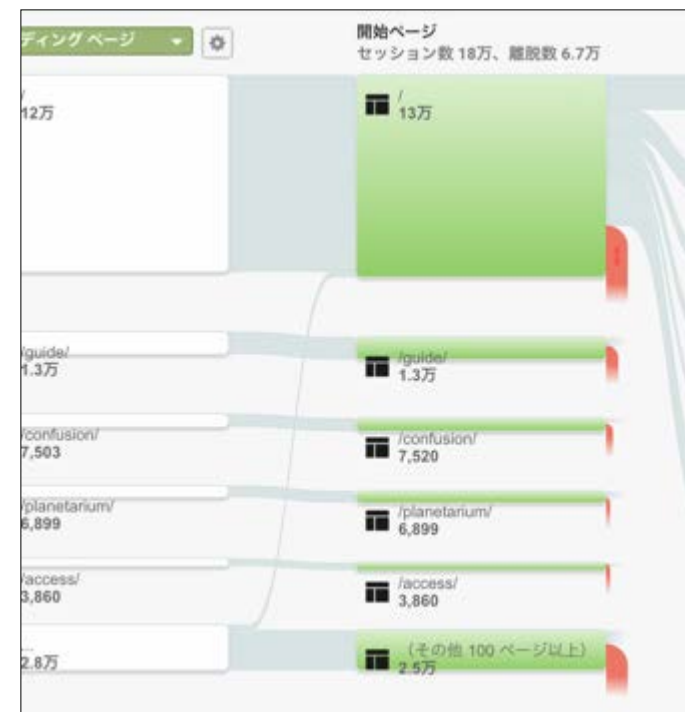 ディング ページ
/
12万
/guide/
1.3万
/confusion/
7,503
/planetarium/
6,899
/access/
3,860
...
2.8万
開始ページ
セッション数 18万、離脱数 6.7万
/
13万
/guide/
1.3万
/confusion/
7,520
/planetarium/
6,899
/access/
3,860
（その他 100 ページ以上）
2.5万